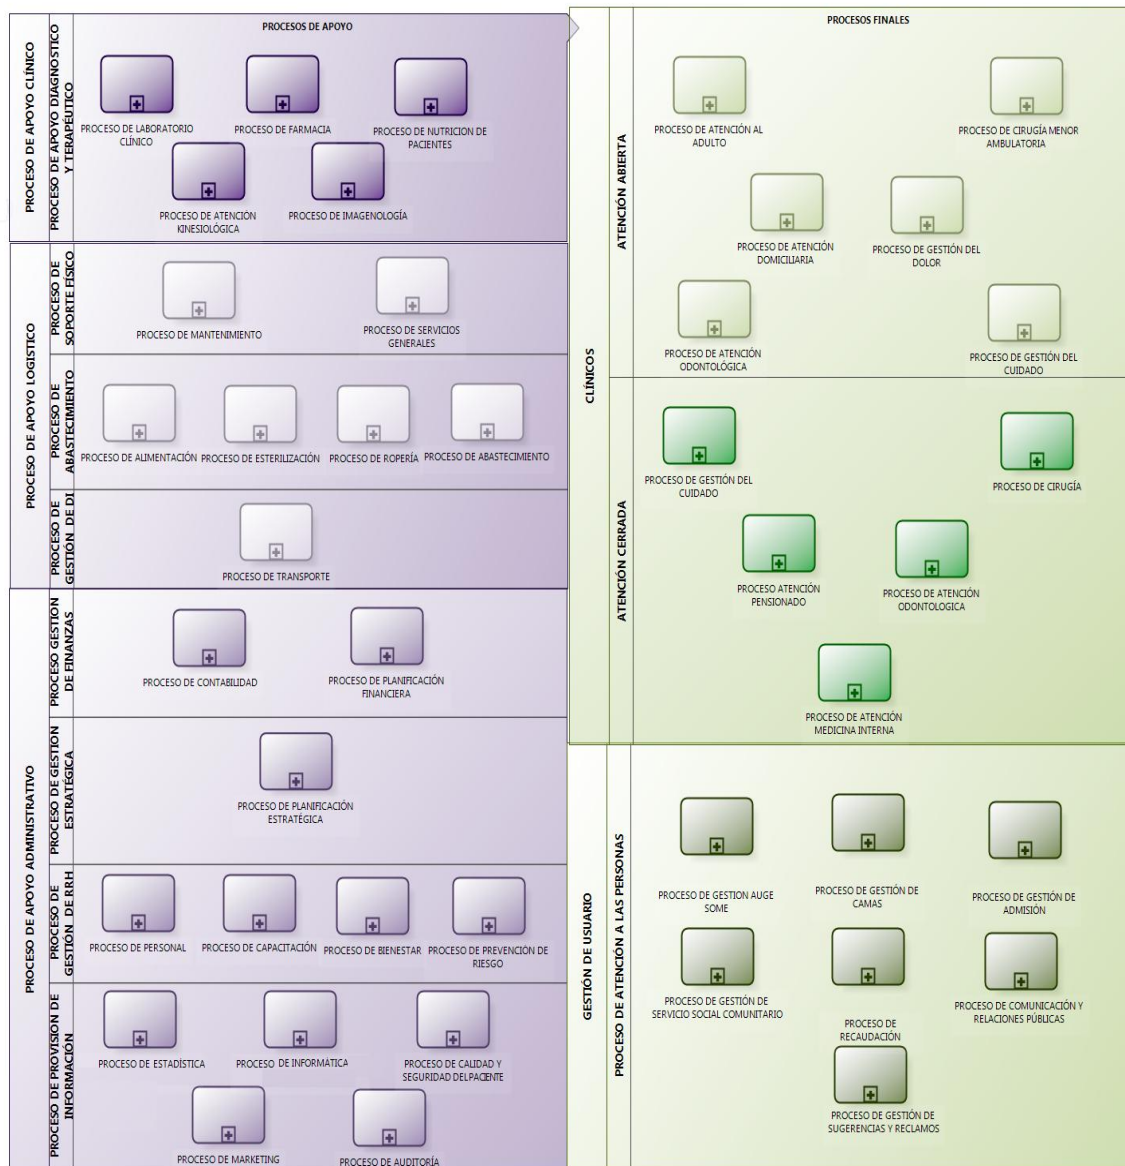 PROCESOS DE APOYO
PROCESO DE APOYO CLÍNICO
PROCESO DE APOYO DIAGNOSTICO
Y TERAPÉUTICO
PROCESO DE LABORATORIO
CLÍNICO
PROCESO DE FARMACIA
PROCESO DE NUTRICION DE
PACIENTES
PROCESO DE ATENCIÓN
KINESIOLÓGICA
PROCESO DE IMAGENOLOGÍA
PROCESO DE APOYO LOGISTICO
PROCESO DE
SOPORTE FÍSICO
PROCESO DE MANTENIMIENTO
PROCESO DE SERVICIOS
GENERALES
PROCESO DE
ABASTECIMIENTO
PROCESO DE ALIMENTACIÓN
PROCESO DE ESTERILIZACIÓN
PROCESO DE ROPERÍA
PROCESO DE ABASTECIMIENTO
PROCESO DE
GESTIÓN DE DI
PROCESO DE TRANSPORTE
PROCESO DE APOYO ADMINISTRATIVO
PROCESO GESTION
DE FINANZAS
PROCESO DE CONTABILIDAD
PROCESO DE PLANIFICACIÓN
FINANCIERA
PROCESO DE GESTION
ESTRATÉGICA
PROCESO DE PLANIFICACIÓN
ESTRATÉGICA
PROCESO DE
GESTIÓN DE RRH
PROCESO DE PERSONAL
PROCESO DE CAPACITACIÓN
PROCESO DE BIENESTAR
PROCESO DE PREVENCIÓN DE
RIESGO
PROCESO DE PROVISION DE
INFORMACIÓN
PROCESO DE ESTADÍSTICA
PROCESO DE INFORMÁTICA
PROCESO DE CALIDAD Y
SEGURIDAD DEL PACIENTE
PROCESO DE MARKETING
PROCESO DE AUDITORÍA
PROCESOS FINALES
CLÍNICOS
ATENCIÓN ABIERTA
PROCESO DE ATENCIÓN AL
ADULTO
PROCESO DE CIRUGÍA MENOR
AMBULATORIA
PROCESO DE ATENCIÓN
DOMICILIARIA
PROCESO DE GESTIÓN DEL
DOLOR
PROCESO DE ATENCIÓN
ODONTOLÓGICA
PROCESO DE GESTIÓN DEL
CUIDADO
ATENCIÓN CERRADA
PROCESO DE GESTIÓN DEL
CUIDADO
PROCESO DE CIRUGÍA
PROCESO ATENCIÓN
PENSIONADO
PROCESO DE ATENCIÓN
ODONTOLOGICA
PROCESO DE ATENCIÓN
MEDICINA INTERNA
GESTIÓN DE USUARIO
PROCESO DE ATENCIÓN A LAS PERSONAS
PROCESO DE GESTION AUGE
SOME
PROCESO DE GESTIÓN DE
CAMAS
PROCESO DE GESTIÓN DE
ADMISIÓN
PROCESO DE GESTIÓN DE
SERVICIO SOCIAL COMUNITARIO
PROCESO DE
RECAUDACIÓN
PROCESO DE COMUNICACIÓN Y
RELACIONES PÚBLICAS
PROCESO DE GESTIÓN DE
SUGERENCIAS Y RECLAMOS